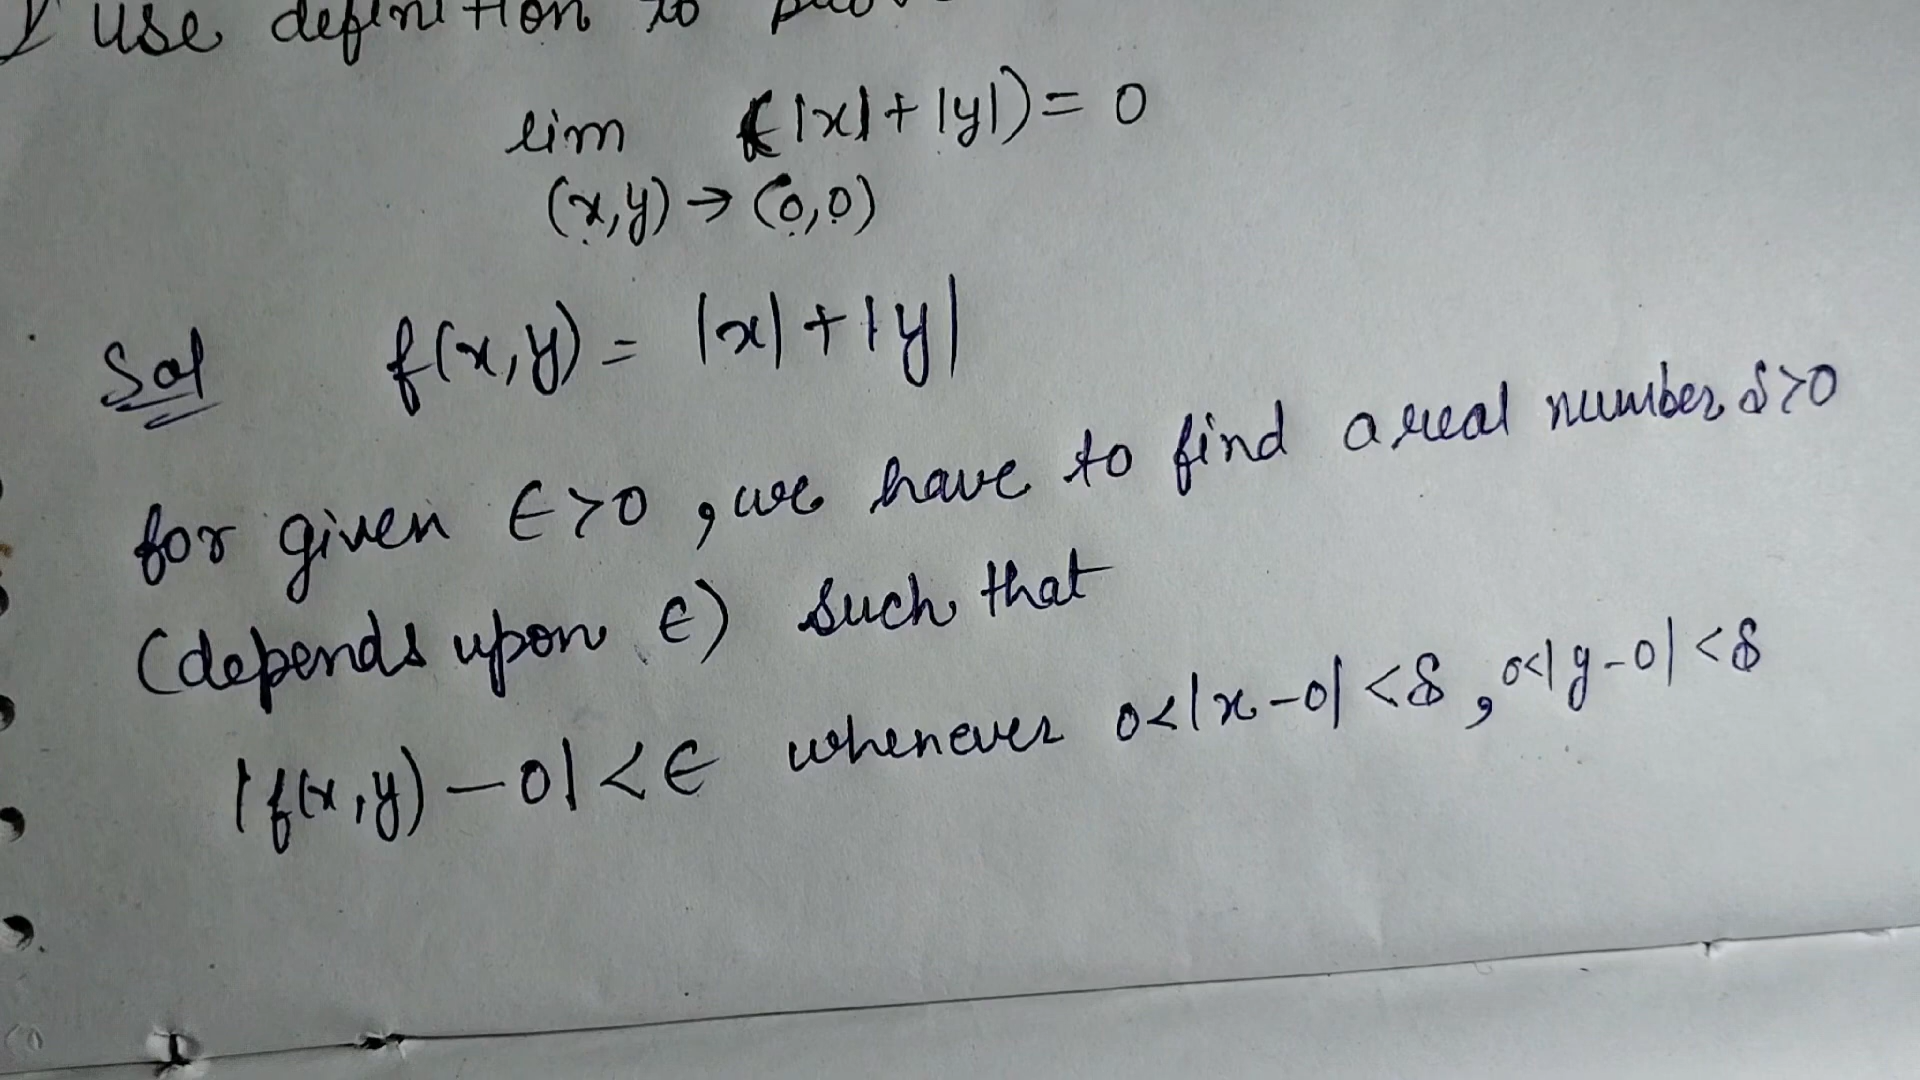 use definition to
lim (|x|+|y|) = 0
(x,y) → (0,0)
Sol f(x,y) = |x|+|y|
for given ϵ>0, we have to find a real number δ>0
(depends upon ϵ) such that
|f(x,y)-0| < ϵ whenever 0<|x-0|<δ, 0<|y-0|<δ